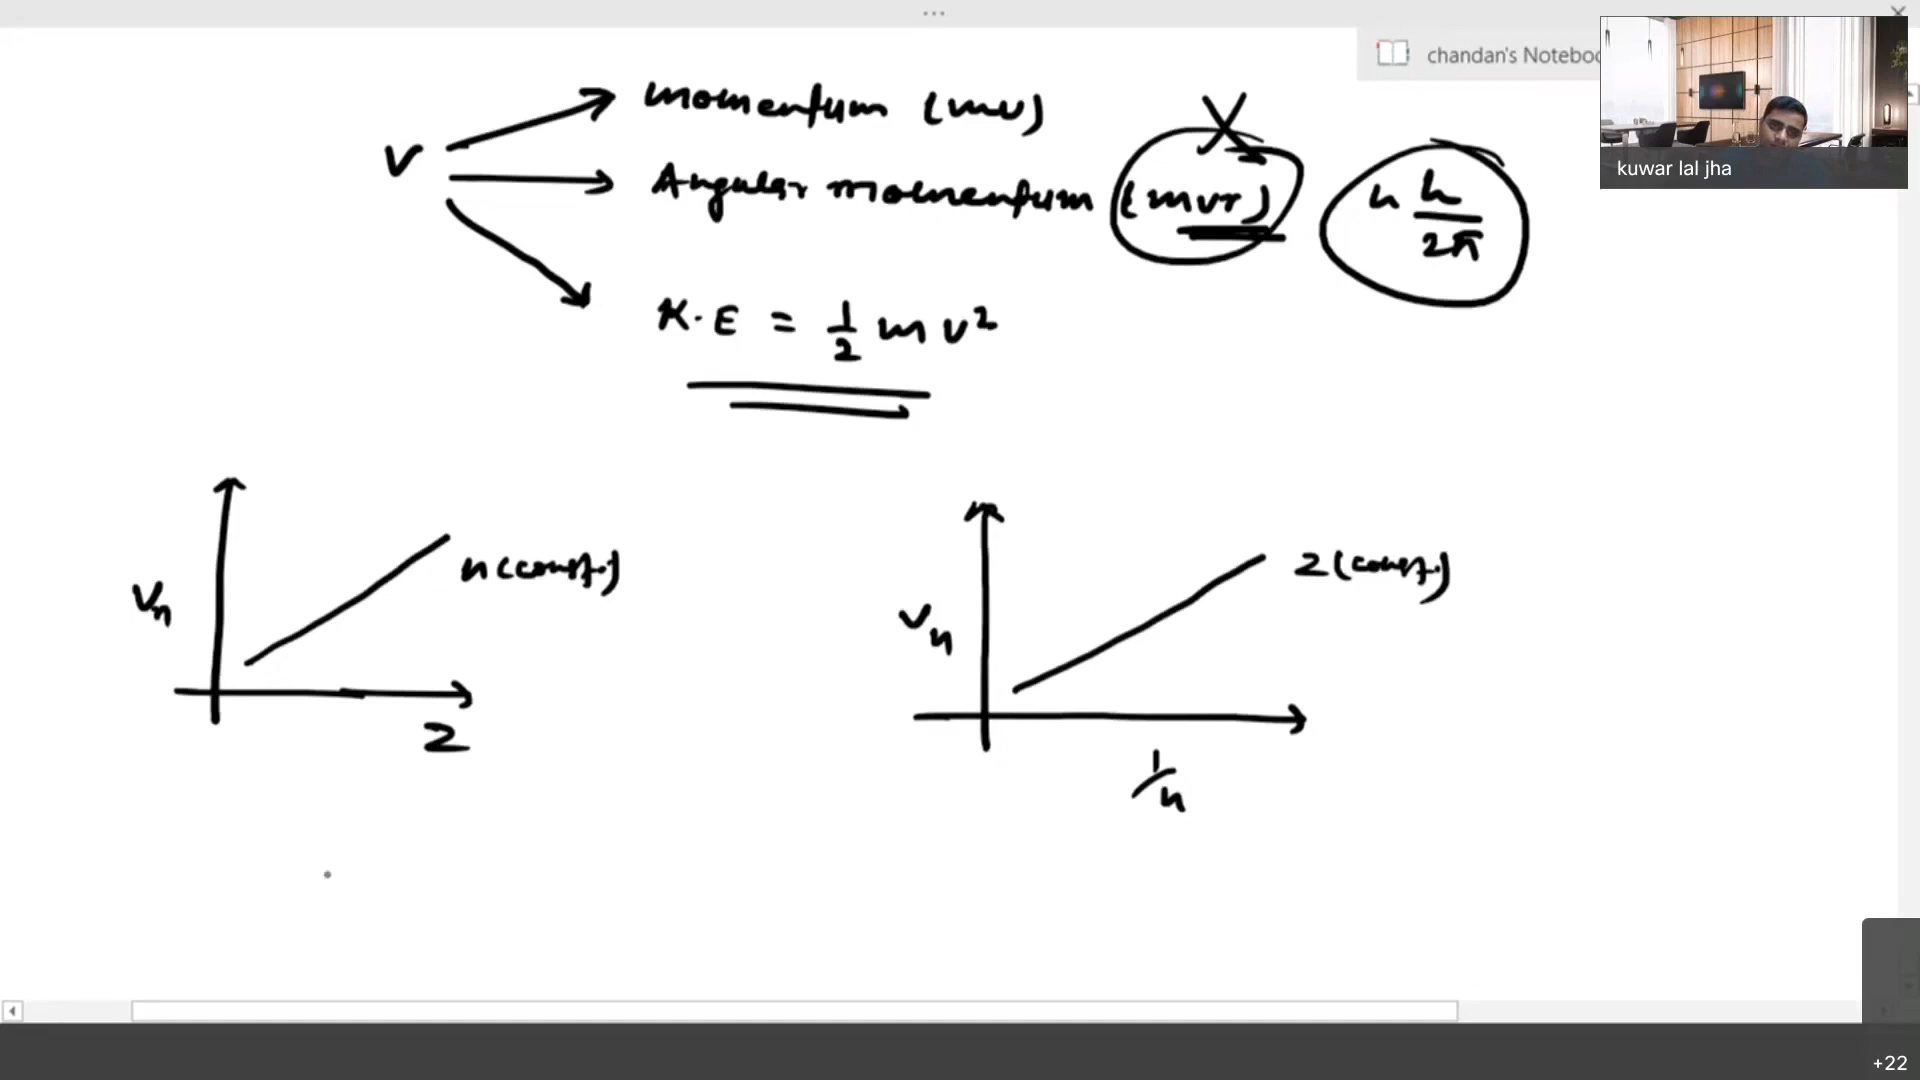 chandan's Notebo
kuwar lal jha
v
momentum (mv)
Angular momentum (mvr)
X
n h/2π
K.E = 1/2 m v²
Vn
n (const.)
Z
Vn
Z (const.)
1/n
+22